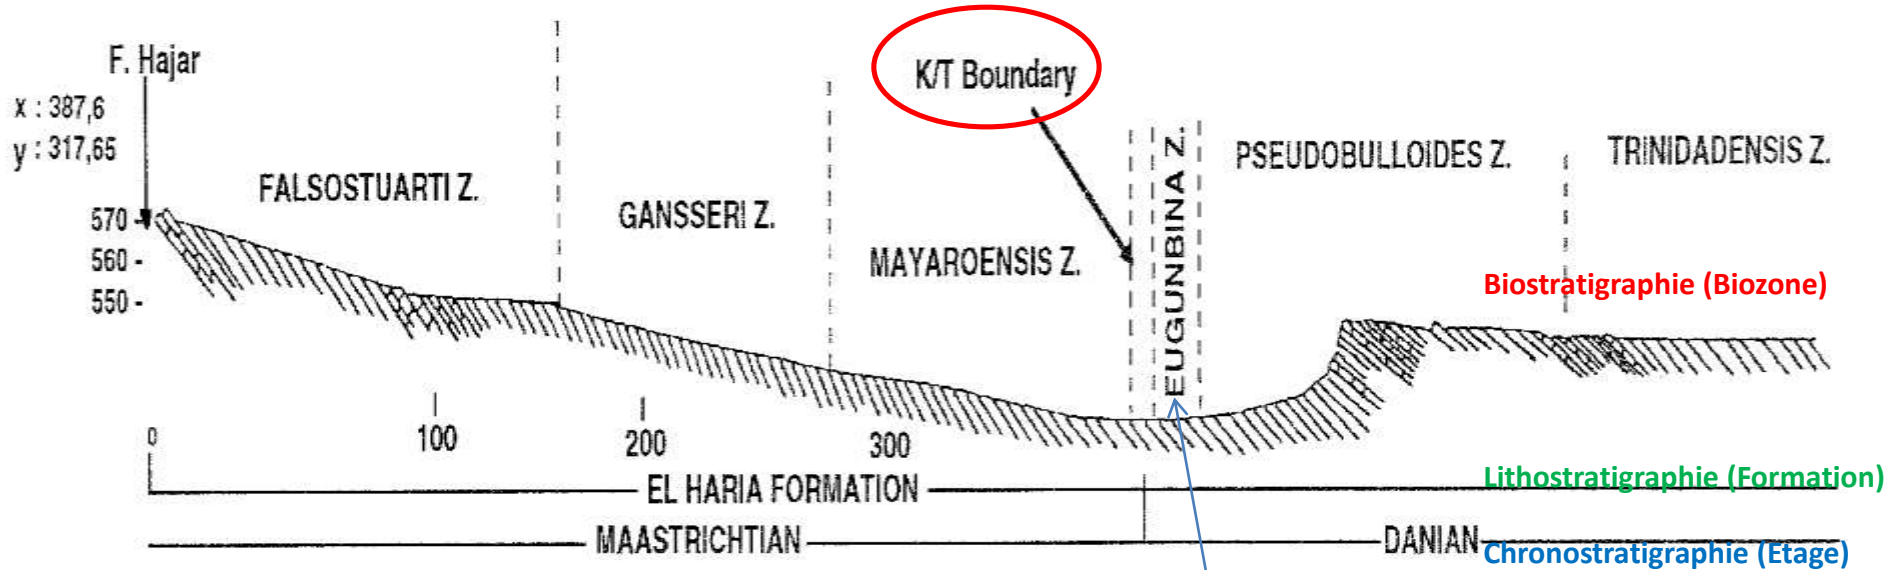 F. Hajar
x : 387,6
y : 317,65
K/T Boundary
FALSOSTUARTI Z.
GANSSERI Z.
MAYAROENSIS Z.
EUGUNBINA Z.
PSEUDOBULLOIDES Z.
TRINIDADENSIS Z.
570 -
560 -
550 -
Biostratigraphie (Biozone)
0
100
200
300
EL HARIA FORMATION
Lithostratigraphie (Formation)
MAASTRICHTIAN
DANIAN
Chronostratigraphie (Etage)